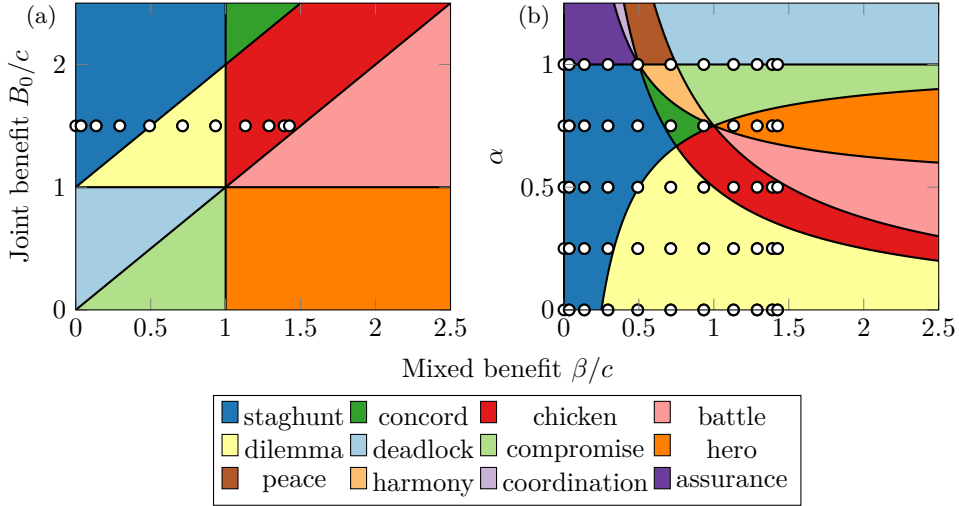 (a)
Joint benefit B₀/c
2
1
0
0 0.5 1 1.5 2 2.5
(b)
α
1
0.5
0
0 0.5 1 1.5 2 2.5
Mixed benefit β/c
staghunt concord chicken battle
dilemma deadlock compromise hero
peace harmony coordination assurance